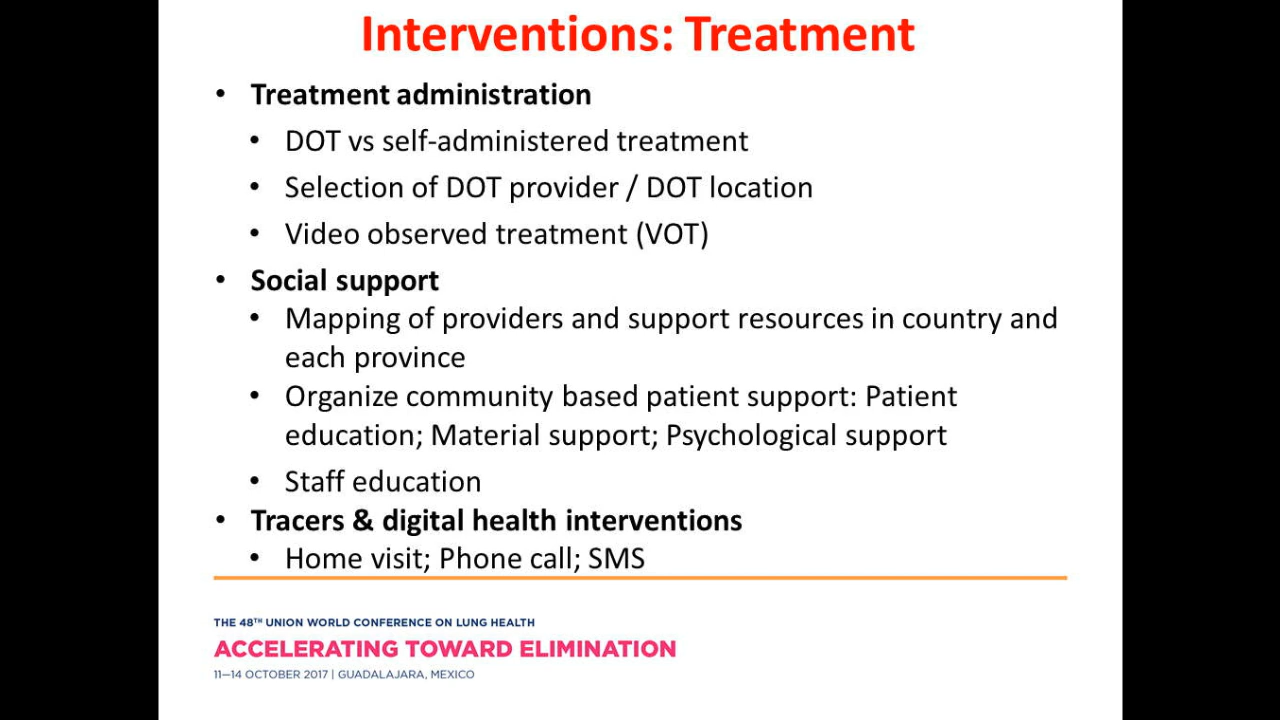 Interventions: Treatment
• Treatment administration
• DOT vs self-administered treatment
• Selection of DOT provider / DOT location
• Video observed treatment (VOT)
• Social support
• Mapping of providers and support resources in country and
each province
• Organize community based patient support: Patient
education; Material support; Psychological support
• Staff education
• Tracers & digital health interventions
• Home visit; Phone call; SMS
THE 48TH UNION WORLD CONFERENCE ON LUNG HEALTH
ACCELERATING TOWARD ELIMINATION
11–14 OCTOBER 2017 | GUADALAJARA, MEXICO